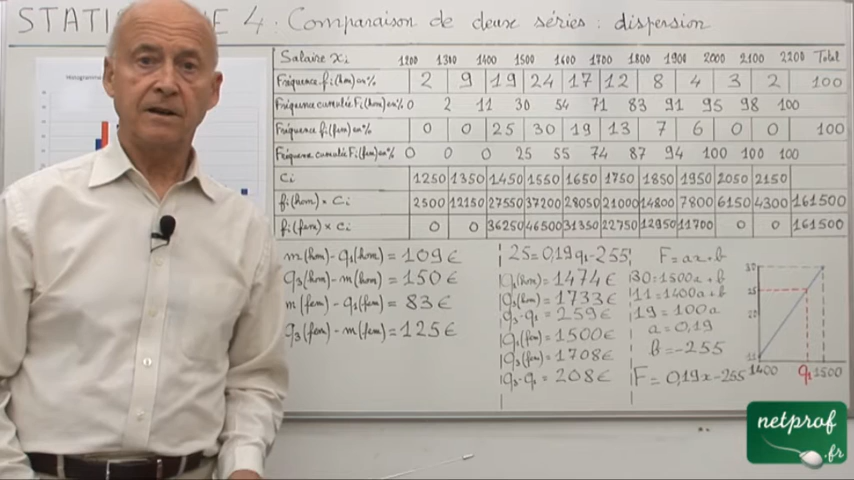 STATIS 4 : Comparaison de deux séries : dispersion
Histogramme
Salaire xi 1200 1300 1400 1500 1600 1700 1800 1900 2000 2100 2200 Total
Fréquence fi(hom) en % 2 9 19 24 17 12 8 4 3 2 100
Fréquence cumulée Fi(hom) en % 0 2 11 30 54 71 83 91 95 98 100
Fréquence fi(fem) en % 0 0 25 30 19 13 7 6 0 0 100
Fréquence cumulée Fi(fem) en % 0 0 0 25 55 74 87 94 100 100 100
Ci 1250 1350 1450 1550 1650 1750 1850 1950 2050 2150
fi(hom) × Ci 2500 12150 27550 37200 28050 21000 14800 7800 6150 4300 161500
fi(fem) × Ci 0 0 36250 46500 31350 22750 12950 11700 0 0 161500
m(hom) - q1(hom) = 109€
q3(hom) - m(hom) = 150€
m(fem) - q1(fem) = 83€
q3(fem) - m(fem) = 125€
25 = 0,19q1 - 255
q1(hom) = 1474€
q3(hom) = 1733€
q3 - q1 = 259€
q1(fem) = 1500€
q3(fem) = 1708€
q3 - q1 = 208€
F = ax + b
30 = 1500a + b
11 = 1400a + b
19 = 100a
a = 0,19
b = -255
F = 0,19x - 255
30
25
20
11
1400 q1 1500
netprof
.fr